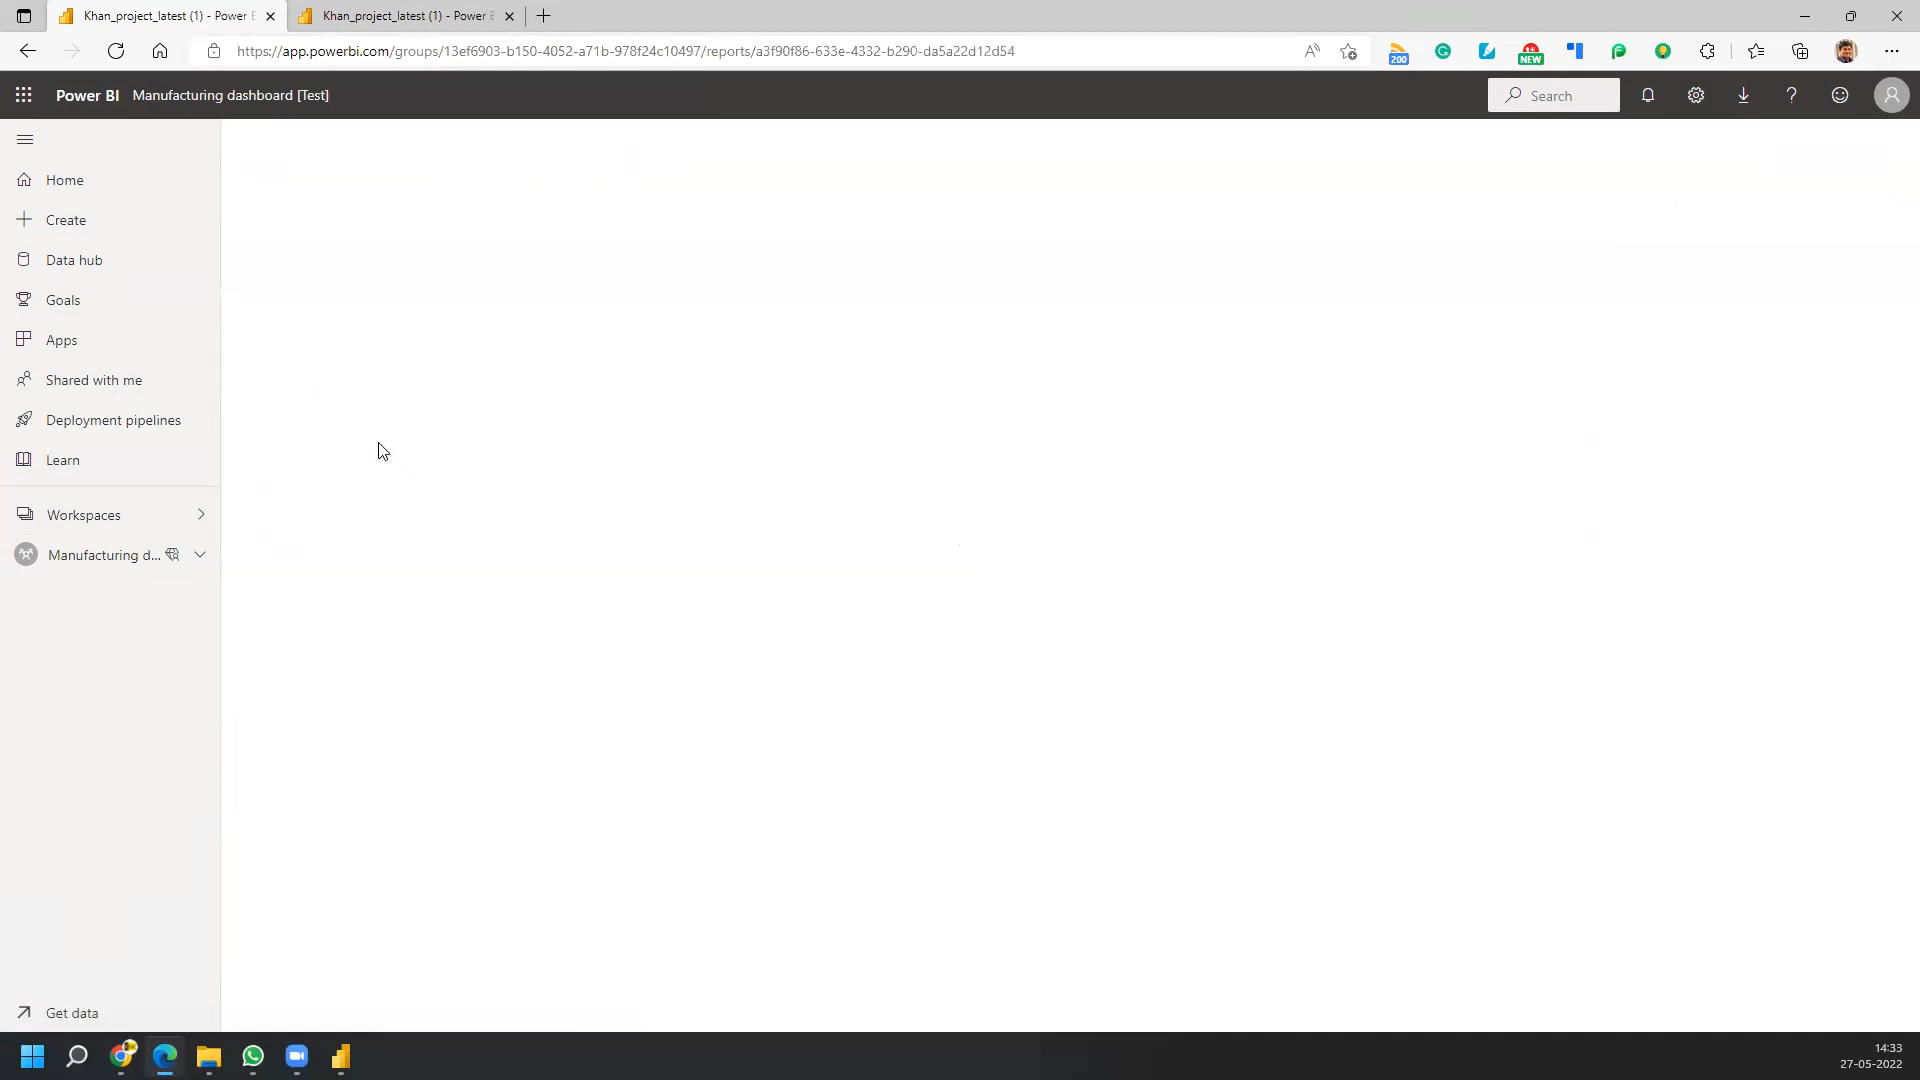 Khan_project_latest (1) - Power
Khan_project_latest (1) - Power
https://app.powerbi.com/groups/13ef6903-b150-4052-a71b-978f24c10497/reports/a3f90f86-633e-4332-b290-da5a22d12d54
200
NEW
Power BI
Manufacturing dashboard [Test]
Search
Home
Create
Data hub
Goals
Apps
Shared with me
Deployment pipelines
Learn
Workspaces
Manufacturing d...
Get data
14:33
27-05-2022